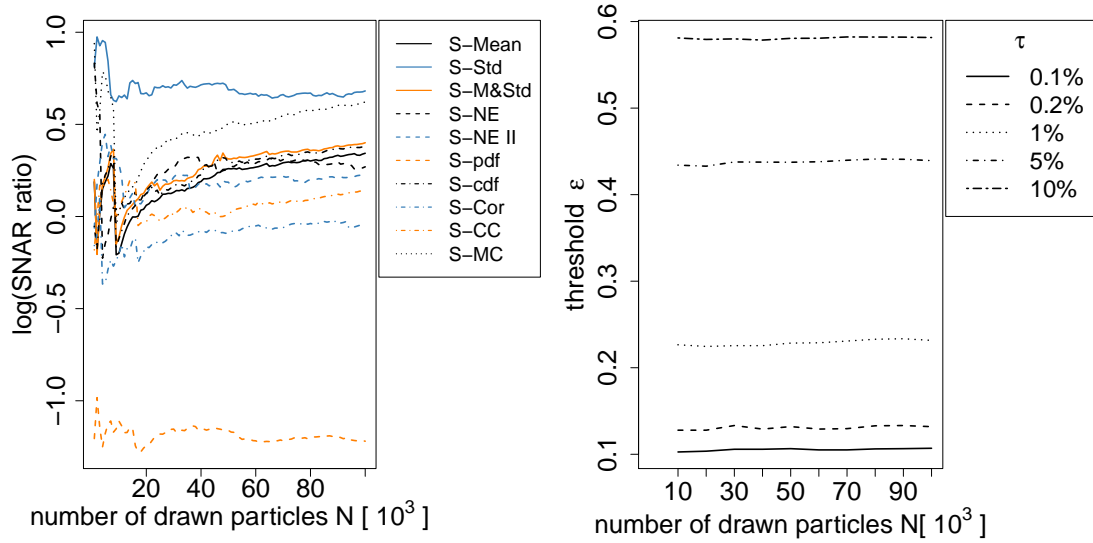 log(SNAR ratio)
1.0
0.5
0.0
−0.5
−1.0
20
40
60
80
number of drawn particles N [ 10³ ]
S−Mean
S−Std
S−M&Std
S−NE
S−NE II
S−pdf
S−cdf
S−Cor
S−CC
S−MC
threshold ε
0.6
0.5
0.4
0.3
0.2
0.1
10
30
50
70
90
number of drawn particles N[ 10³ ]
τ
0.1%
0.2%
1%
5%
10%